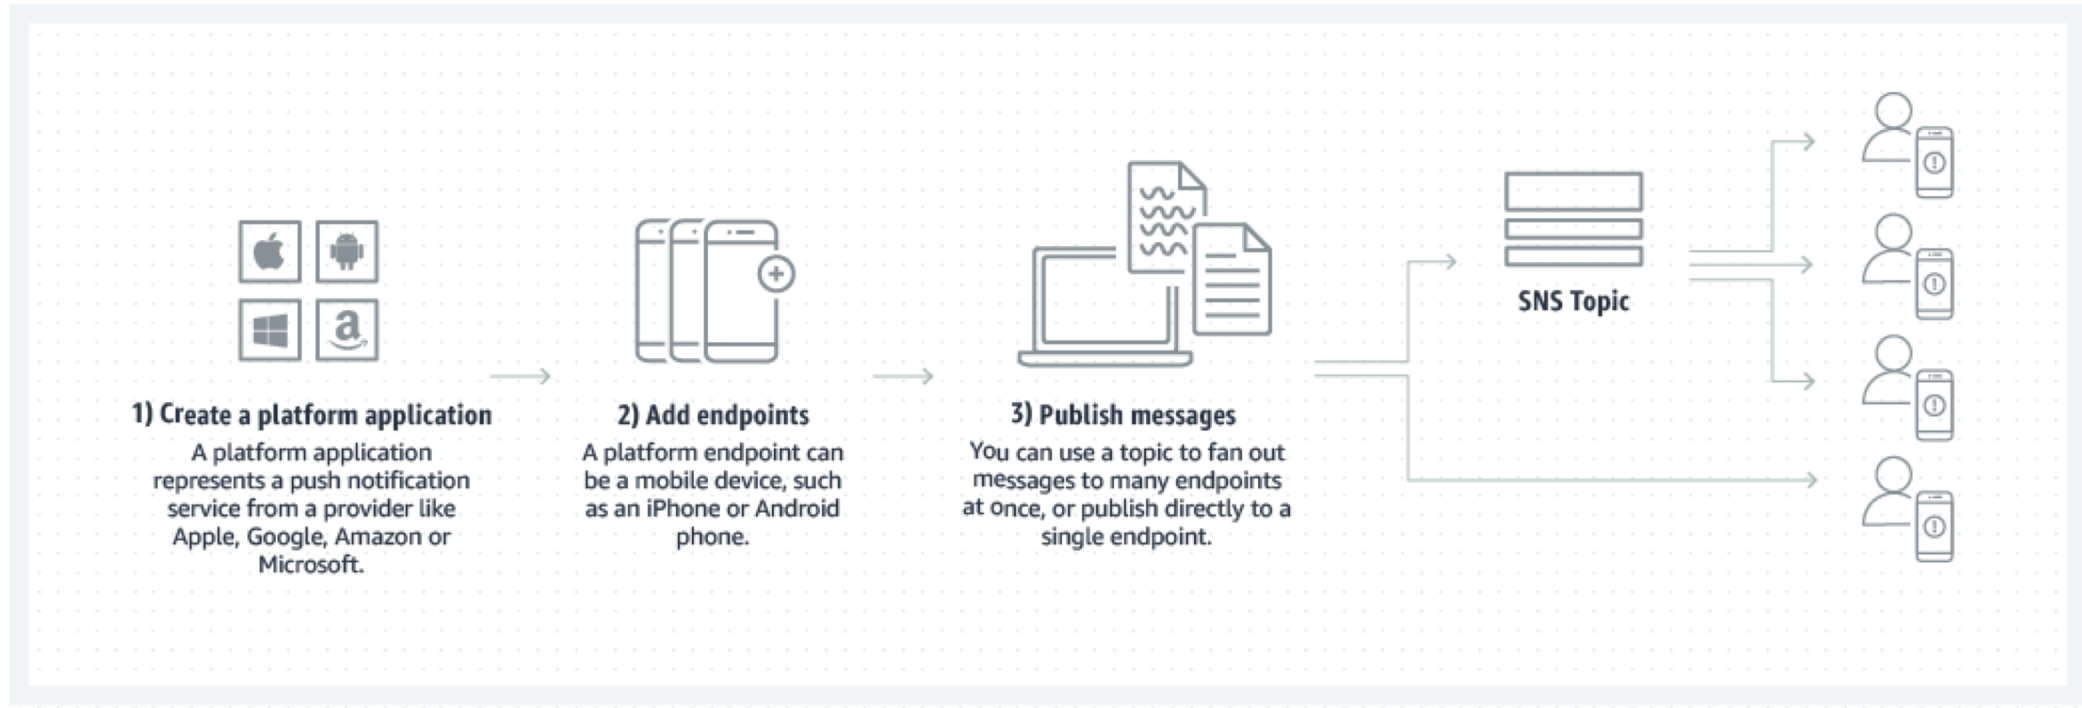 1) Create a platform application
A platform application
represents a push notification
service from a provider like
Apple, Google, Amazon or
Microsoft.
2) Add endpoints
A platform endpoint can
be a mobile device, such
as an iPhone or Android
phone.
3) Publish messages
You can use a topic to fan out
messages to many endpoints
at once, or publish directly to a
single endpoint.
SNS Topic